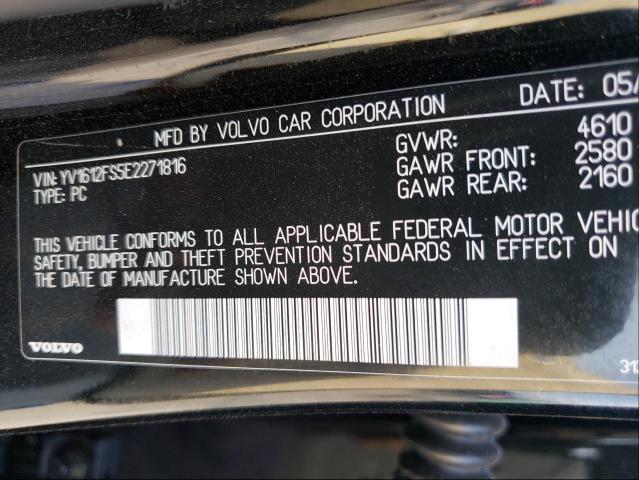 MFD BY VOLVO CAR CORPORATION DATE: 05/
VIN: YV1612FS5E2271816
TYPE: PC
GVWR: 4610
GAWR FRONT: 2580
GAWR REAR: 2160
THIS VEHICLE CONFORMS TO ALL APPLICABLE FEDERAL MOTOR VEHIC
SAFETY, BUMPER AND THEFT PREVENTION STANDARDS IN EFFECT ON
THE DATE OF MANUFACTURE SHOWN ABOVE.
VOLVO